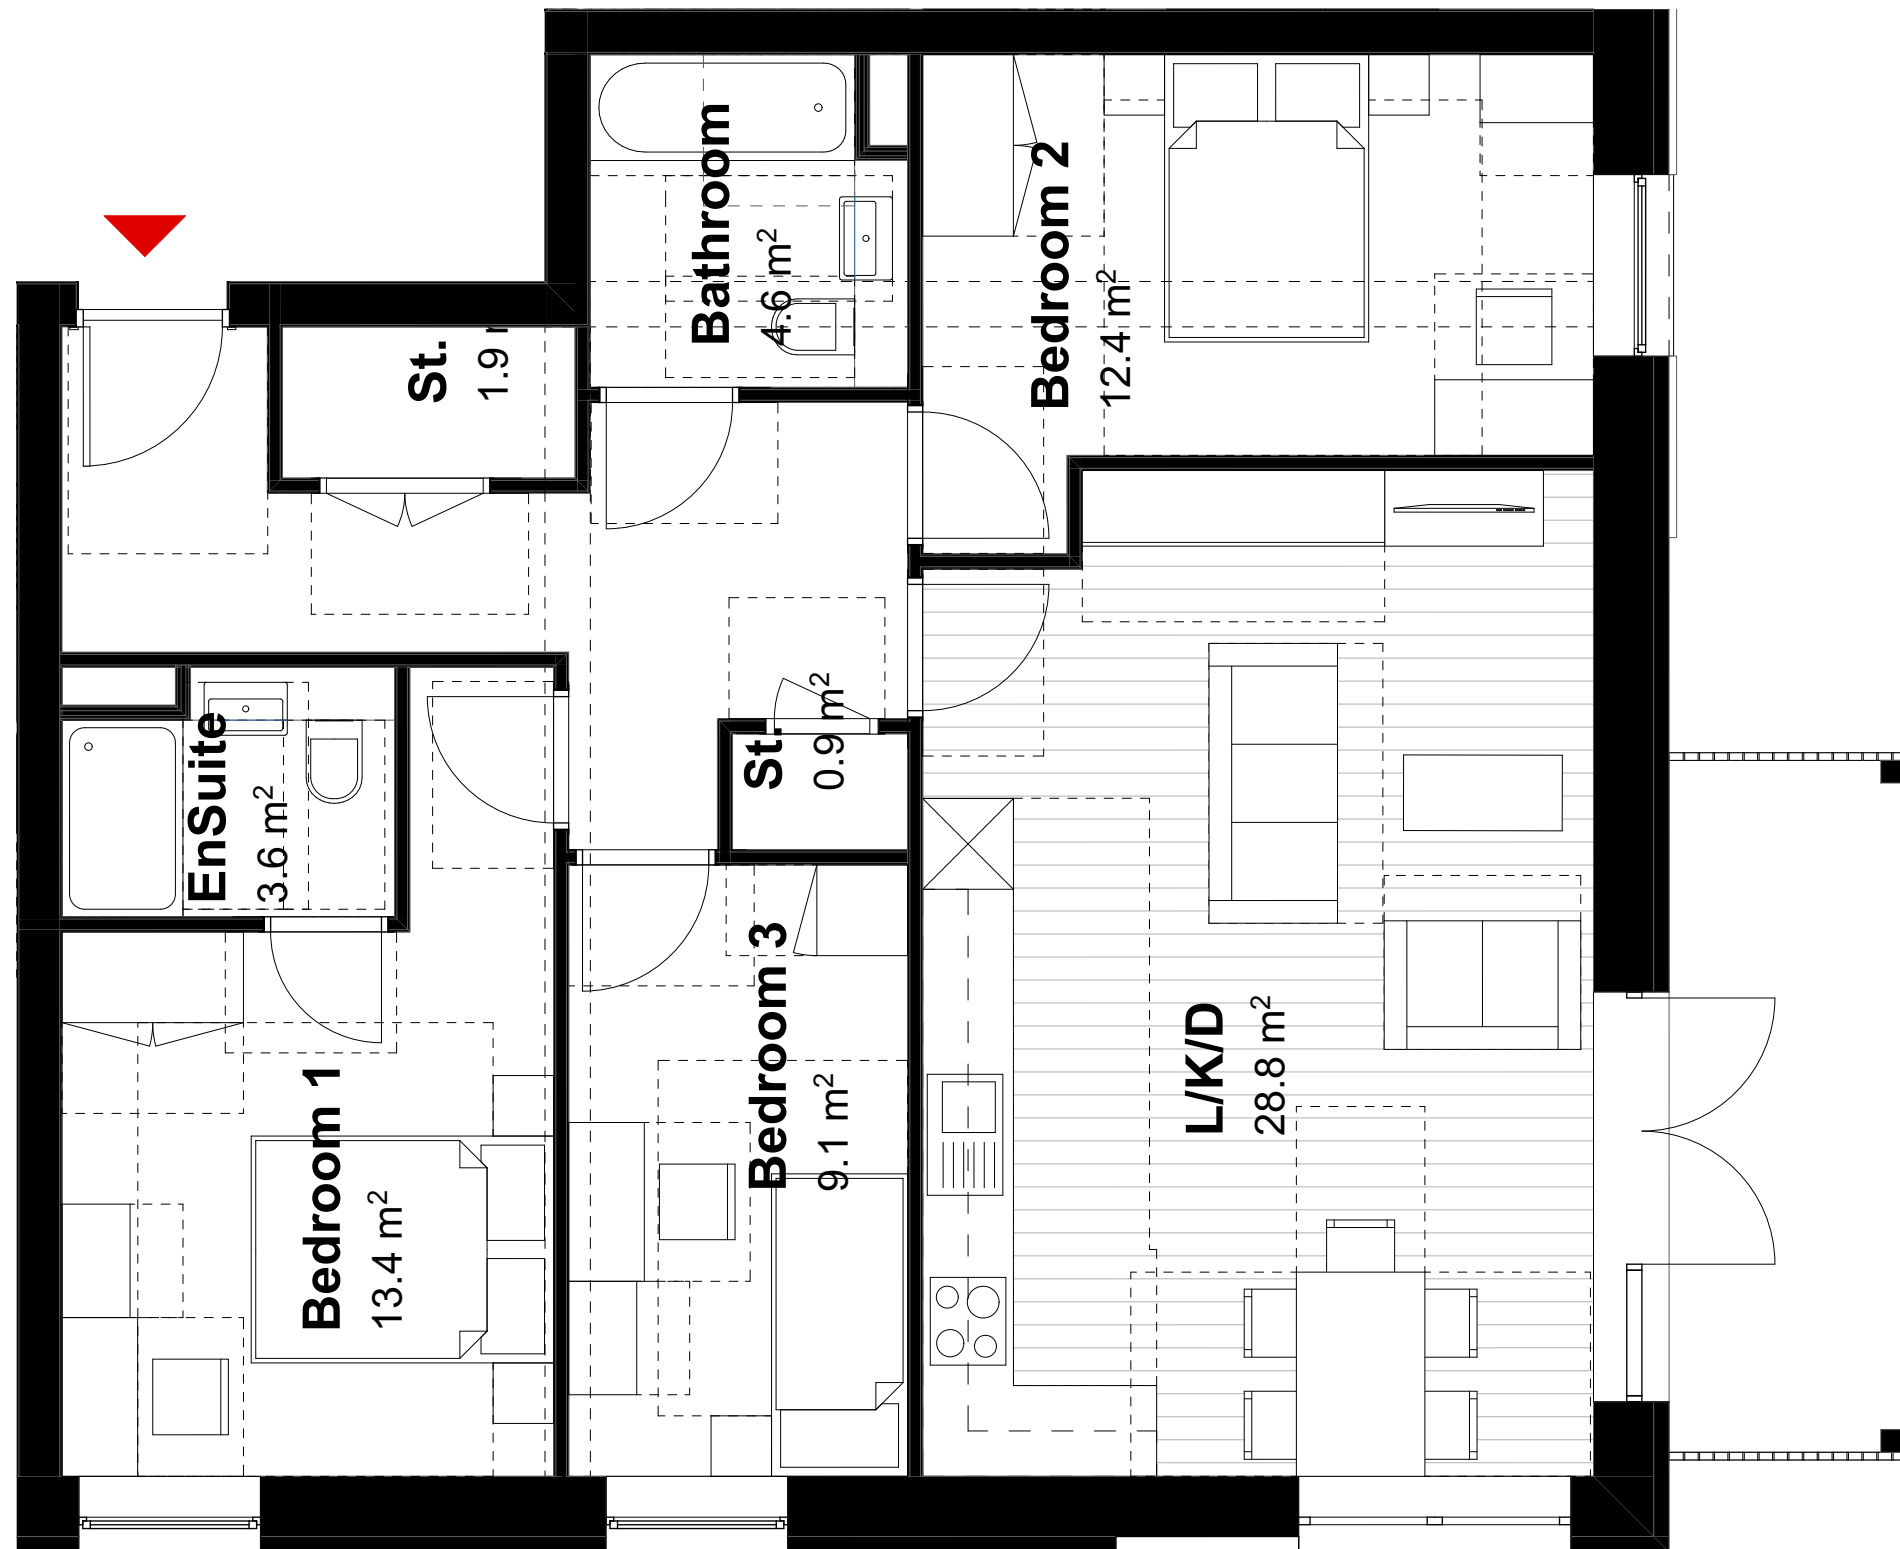 Bathroom
4.6 m²
Bedroom 2
12.4 m²
St.
1.9
EnSuite
3.6 m²
St.
0.9 m²
Bedroom 1
13.4 m²
Bedroom 3
9.1 m²
L/K/D
28.8 m²